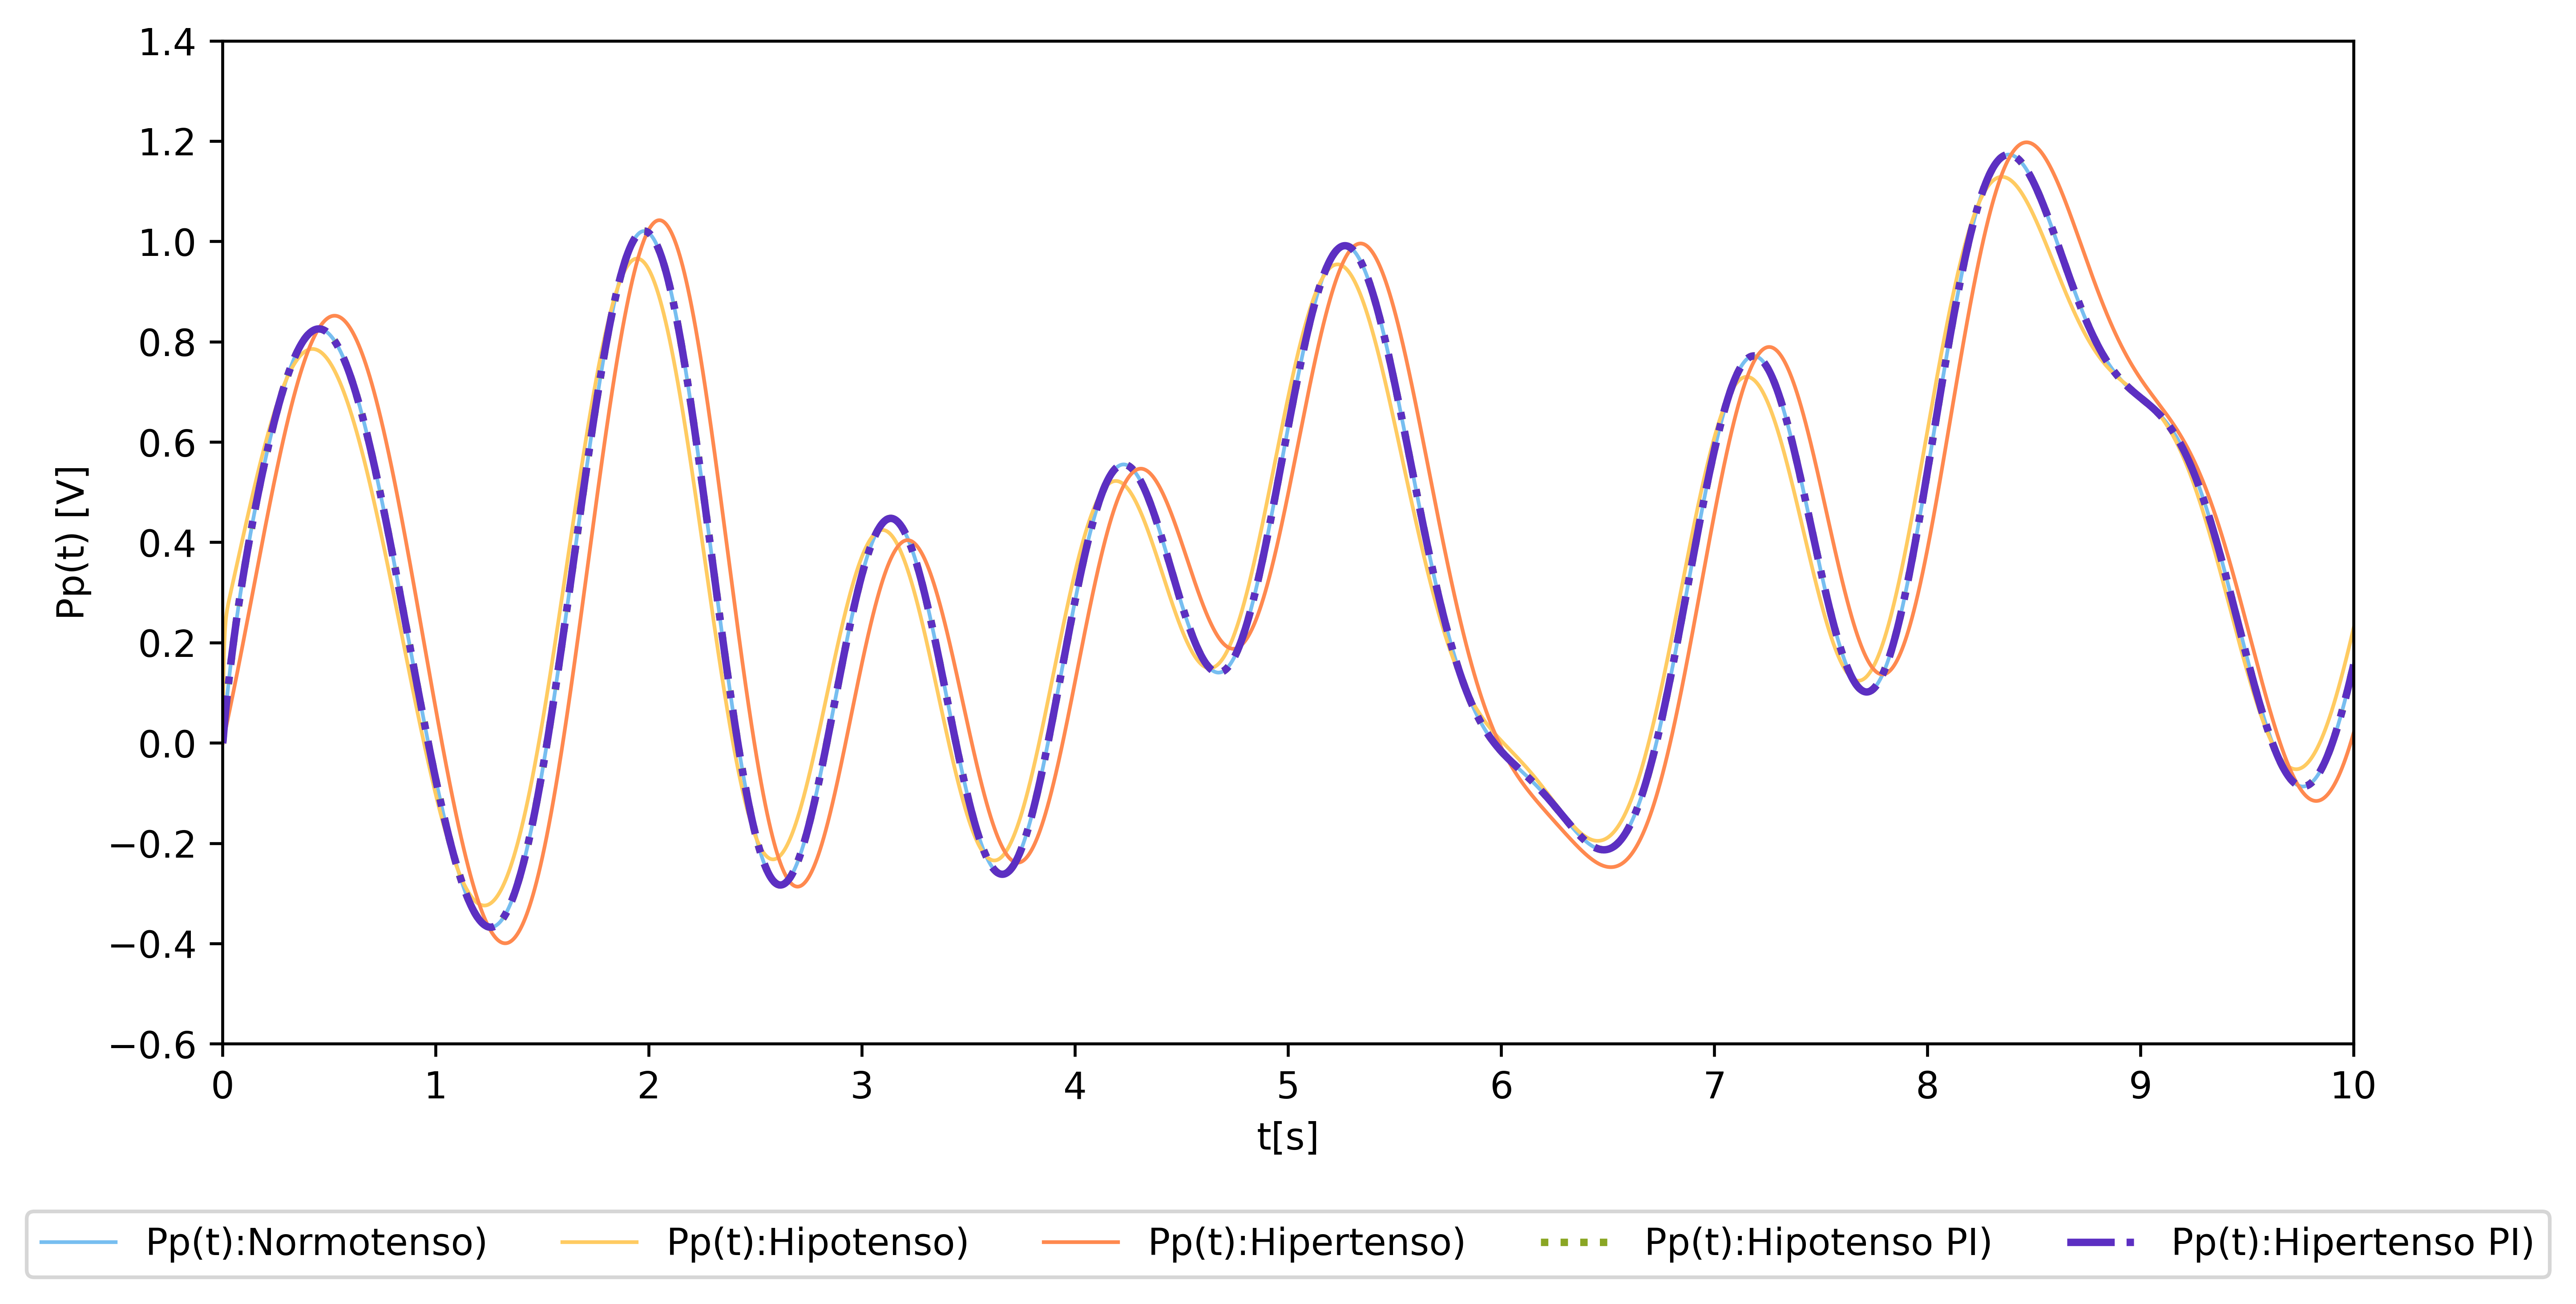 1.4
1.2
1.0
0.8
0.6
0.4
0.2
0.0
−0.2
−0.4
−0.6
Pp(t) [V]
0 1 2 3 4 5 6 7 8 9 10
t[s]
Pp(t):Normotenso) Pp(t):Hipotenso) Pp(t):Hipertenso) Pp(t):Hipotenso PI) Pp(t):Hipertenso PI)